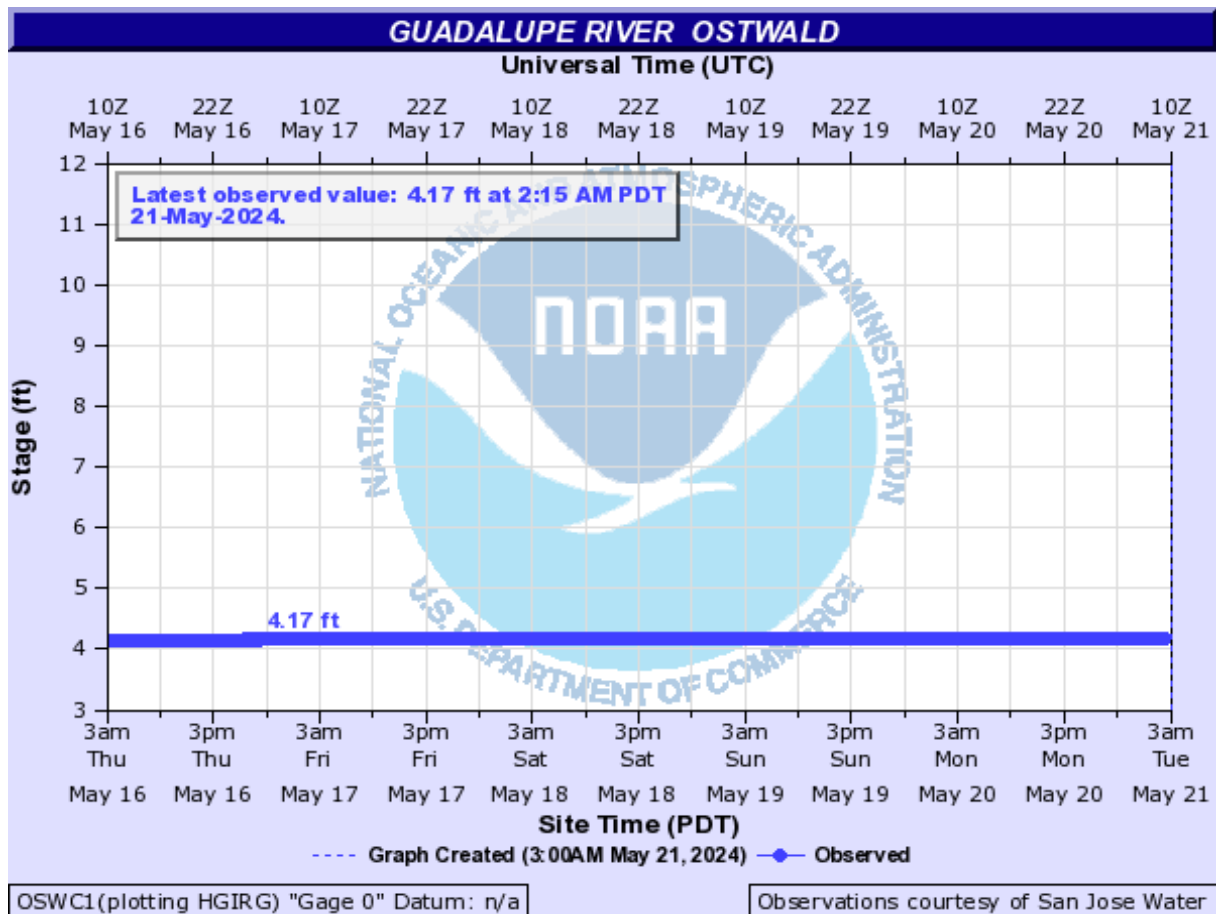 GUADALUPE RIVER OSTWALD
Universal Time (UTC)
10Z 22Z 10Z 22Z 10Z 22Z 10Z 22Z 10Z 22Z 10Z
May 16 May 16 May 17 May 17 May 18 May 18 May 19 May 19 May 20 May 20 May 21
Latest observed value: 4.17 ft at 2:15 AM PDT
21-May-2024.
NATIONAL OCEANIC AND ATMOSPHERIC ADMINISTRATION
NOAA
U.S. DEPARTMENT OF COMMERCE
Stage (ft)
12
11
10
9
8
7
6
5
4
3
4.17 ft
3am 3pm 3am 3pm 3am 3pm 3am 3pm 3am 3pm 3am
Thu Thu Fri Fri Sat Sat Sun Sun Mon Mon Tue
May 16 May 16 May 17 May 17 May 18 May 18 May 19 May 19 May 20 May 20 May 21
Site Time (PDT)
Graph Created (3:00AM May 21, 2024) Observed
OSWC1(plotting HGIRG) "Gage 0" Datum: n/a
Observations courtesy of San Jose Water